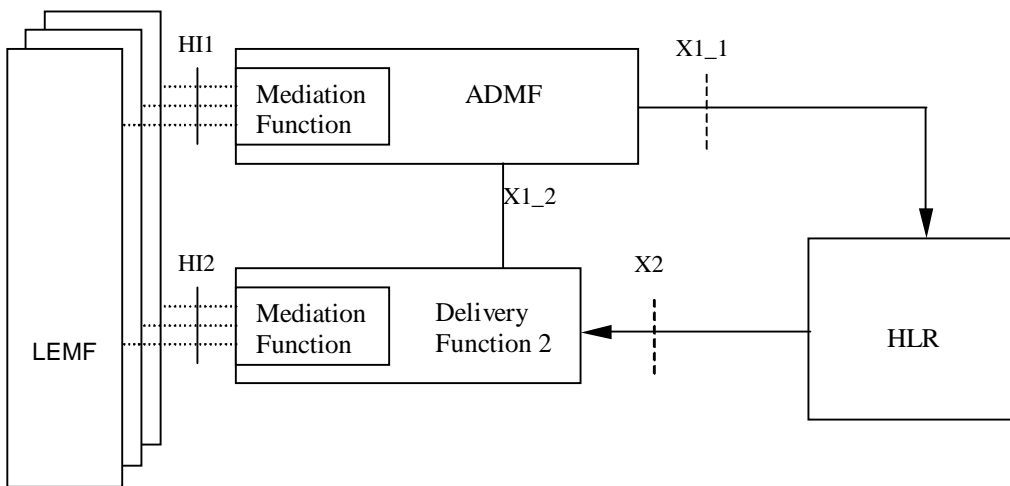 HI1
X1_1
Mediation
Function
ADMF
X1_2
HI2
X2
Mediation
Function
Delivery
Function 2
LEMF
HLR